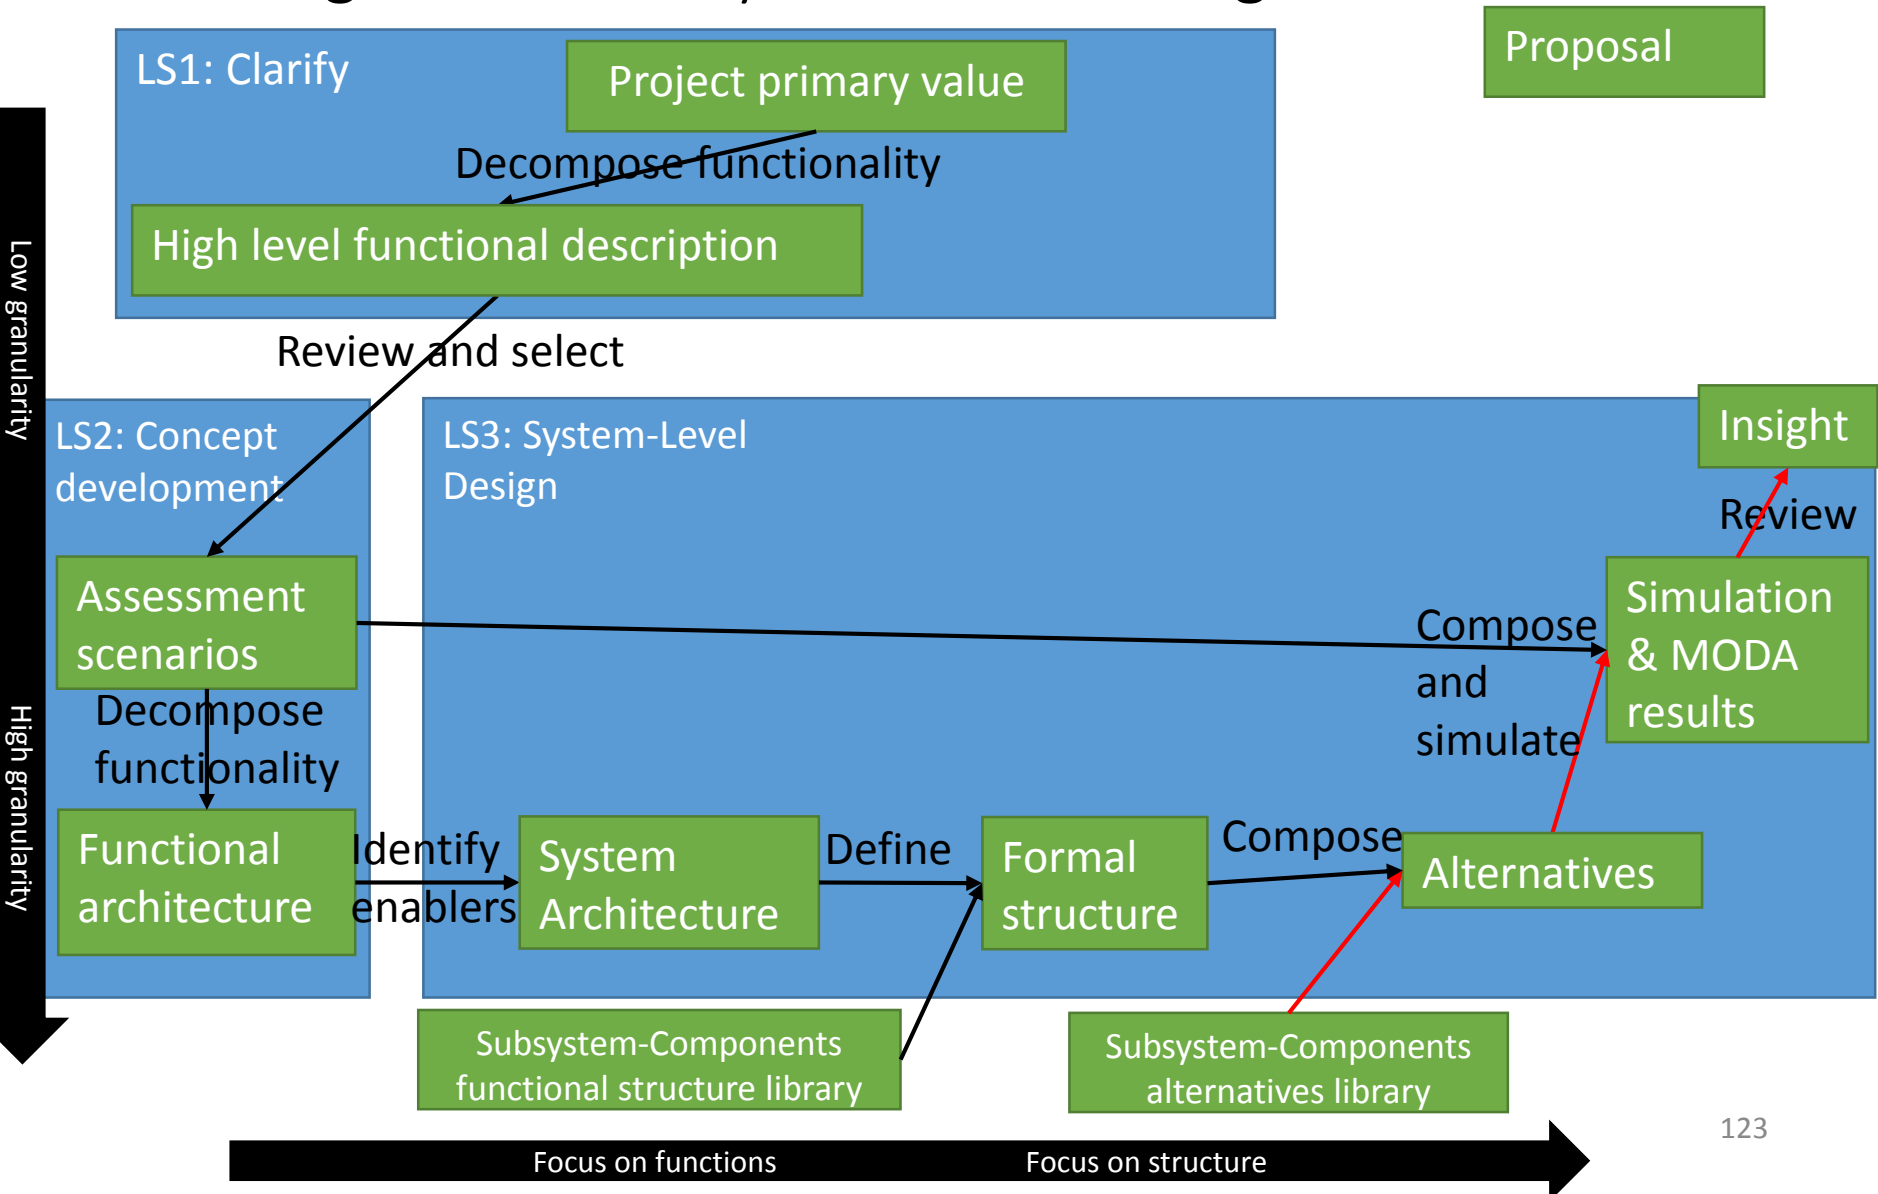 Proposal
LS1: Clarify
Project primary value
Decompose functionality
High level functional description
Review and select
Low granularity
High granularity
LS2: Concept
development
Assessment
scenarios
Decompose
functionality
Functional
architecture
Identify
enablers
LS3: System-Level
Design
System
Architecture
Define
Formal
structure
Compose
Alternatives
Compose
and
simulate
Simulation
& MODA
results
Review
Insight
Subsystem-Components
functional structure library
Subsystem-Components
alternatives library
Focus on functions
Focus on structure
123